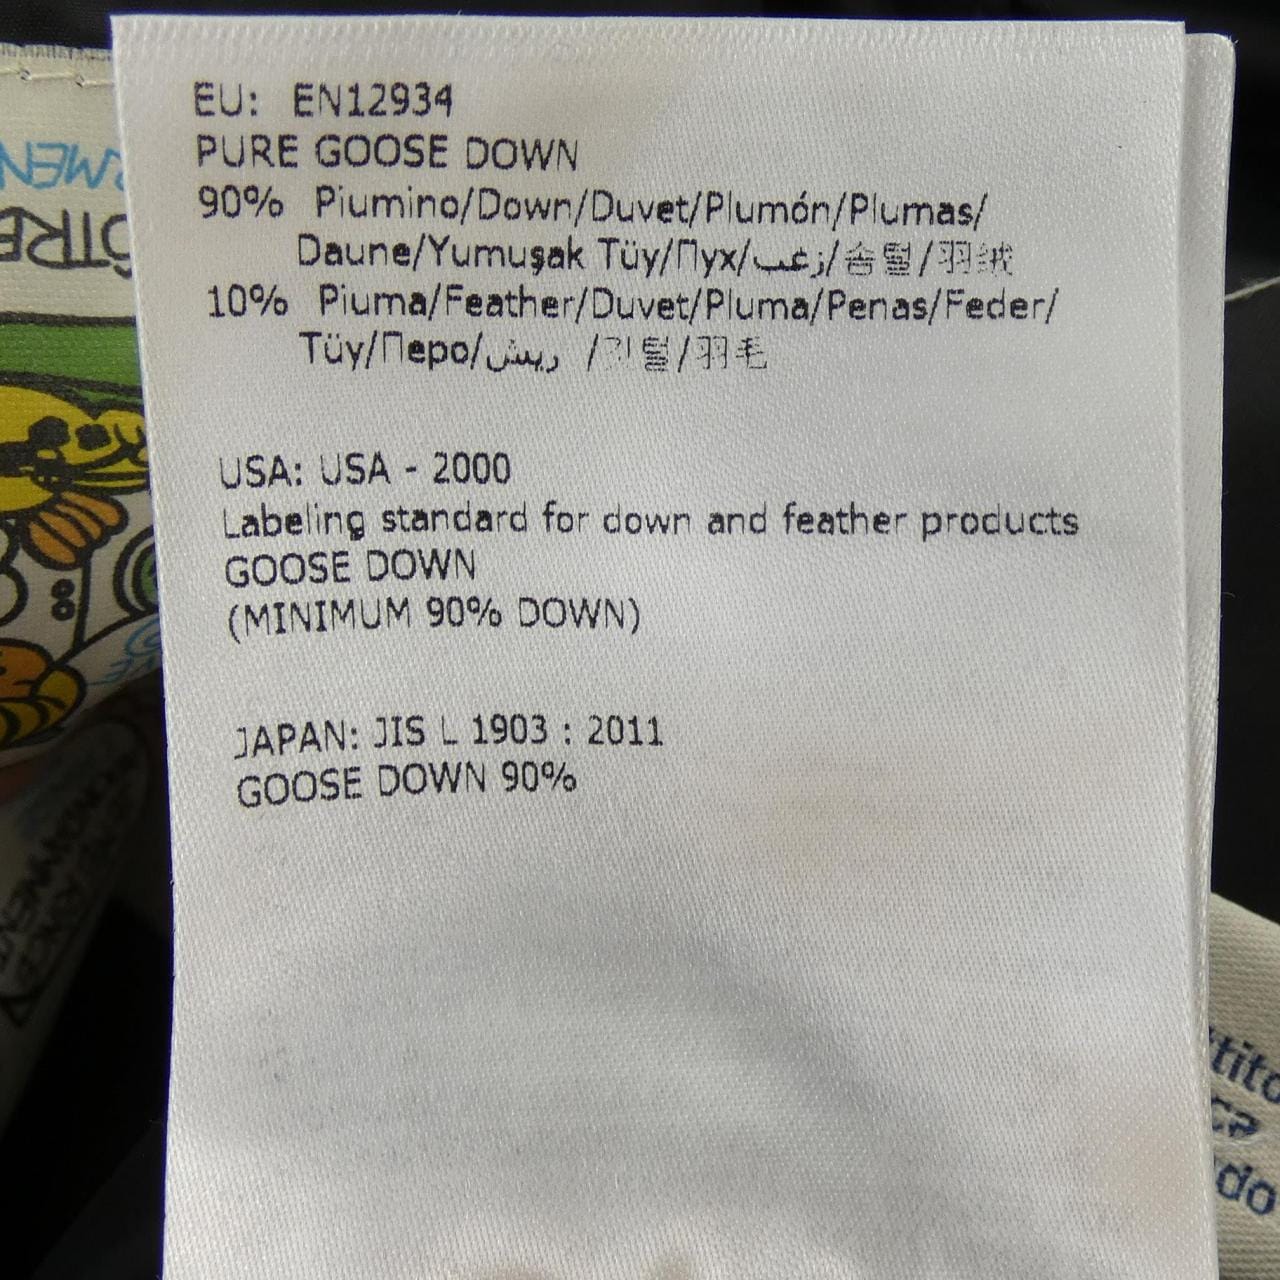 EU: EN12934
PURE GOOSE DOWN
90% Piumino/Down/Duvet/Plumón/Plumas/
Daune/Yumuşak Tüy/Пух/زغب/솜털/羽绒
10% Piuma/Feather/Duvet/Pluma/Penas/Feder/
Tüy/Перо/ريش /깃털/羽毛
USA: USA - 2000
Labeling standard for down and feather products
GOOSE DOWN
(MINIMUM 90% DOWN)
JAPAN: JIS L 1903 : 2011
GOOSE DOWN 90%